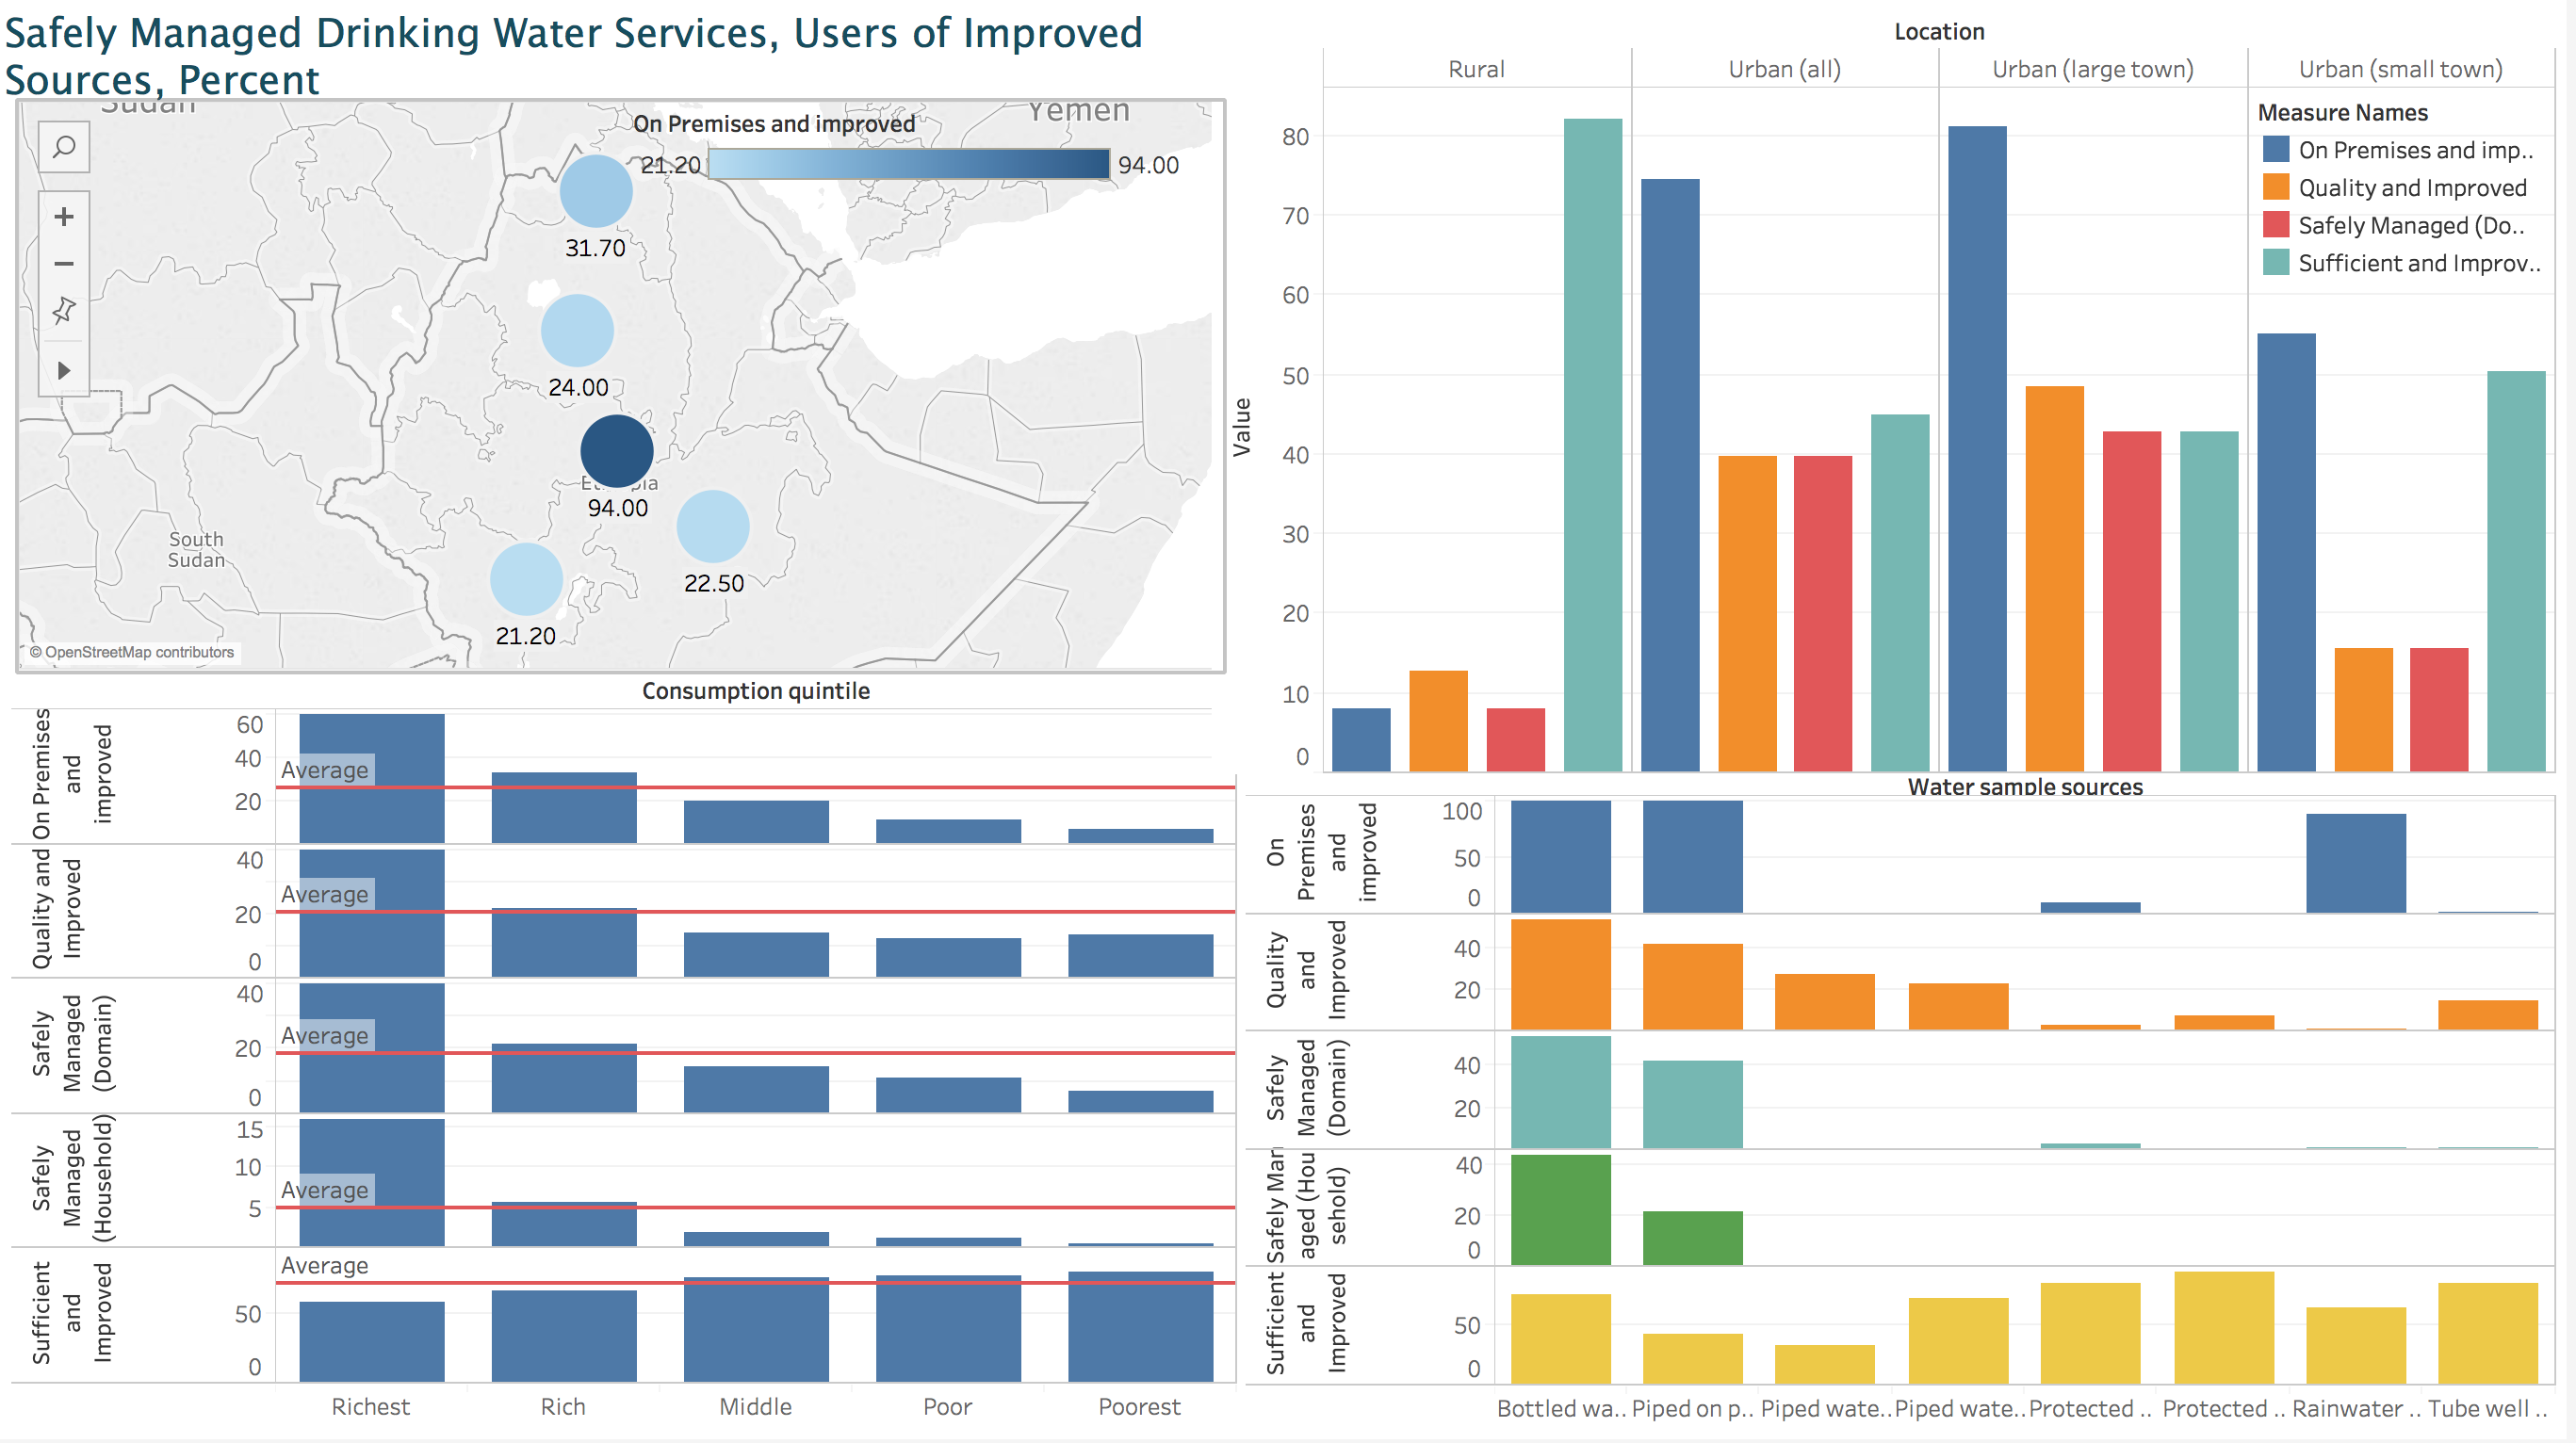 Safely Managed Drinking Water Services, Users of Improved
Sources, Percent
Sudan
Yemen
On Premises and improved
21.20
94.00
31.70
24.00
94.00
22.50
21.20
South
Sudan
© OpenStreetMap contributors
Location
Rural
Urban (all)
Urban (large town)
Urban (small town)
Measure Names
On Premises and imp..
Quality and Improved
Safely Managed (Do..
Sufficient and Improv..
Value
80
70
60
50
40
30
20
10
0
Consumption quintile
On Premises
and
improved
60
40
20
Average
Quality and
Improved
40
20
0
Average
Safely
Managed
(Domain)
40
20
0
Average
Safely
Managed
(Household)
15
10
5
Average
Sufficient
and
Improved
50
0
Average
Richest
Rich
Middle
Poor
Poorest
Water sample sources
On
Premises
and
improved
100
50
0
Quality
and
Improved
40
20
Safely
Managed
(Domain)
40
20
Safely Man
aged (Hou
sehold)
40
20
0
Sufficient
and
Improved
50
0
Bottled wa..
Piped on p..
Piped wate..
Piped wate..
Protected ..
Protected ..
Rainwater ..
Tube well ..